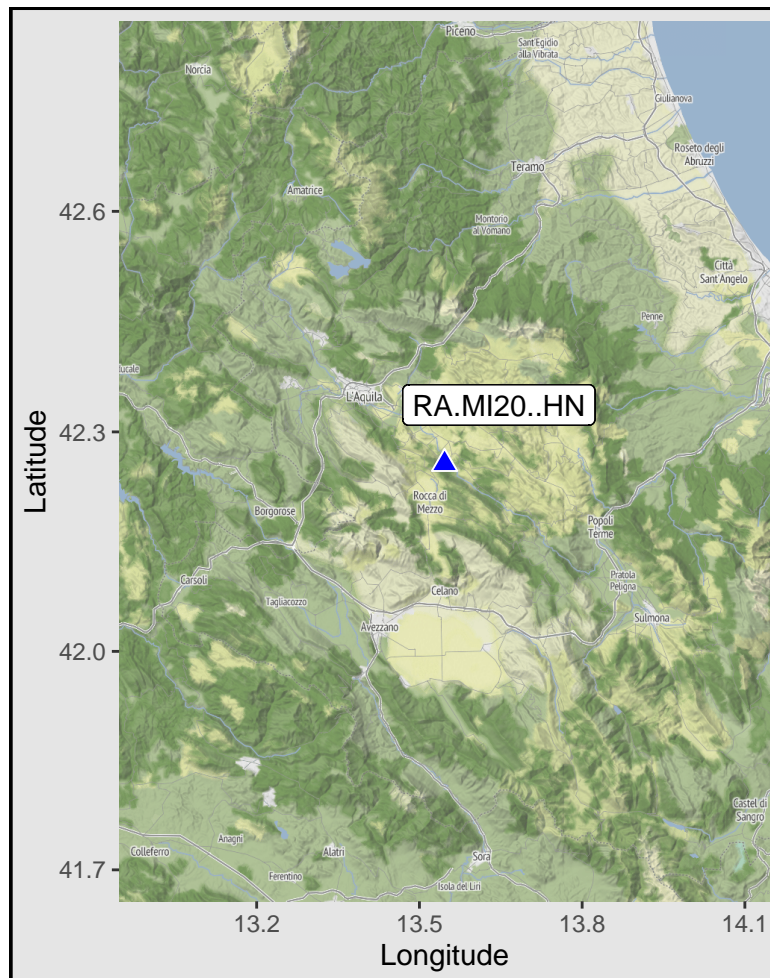 Piceno
Sant'Egidio
alla Vibrata
Norcia
Giulianova
Roseto degli
Abruzzi
Teramo
Amatrice
42.6
Montorio
al Vomano
Città
Sant'Angelo
Penne
L'Aquila
RA.MI20..HN
42.3
Latitude
Rocca di
Mezzo
Borgorose
Popoli
Terme
Carsoli
Pratola
Peligna
Celano
Tagliacozzo
Sulmona
Avezzano
42.0
Castel di
Sangro
Anagni
Colleferro
Alatri
Sora
41.7
Ferentino
Isola del Liri
13.2
13.5
13.8
14.1
Longitude